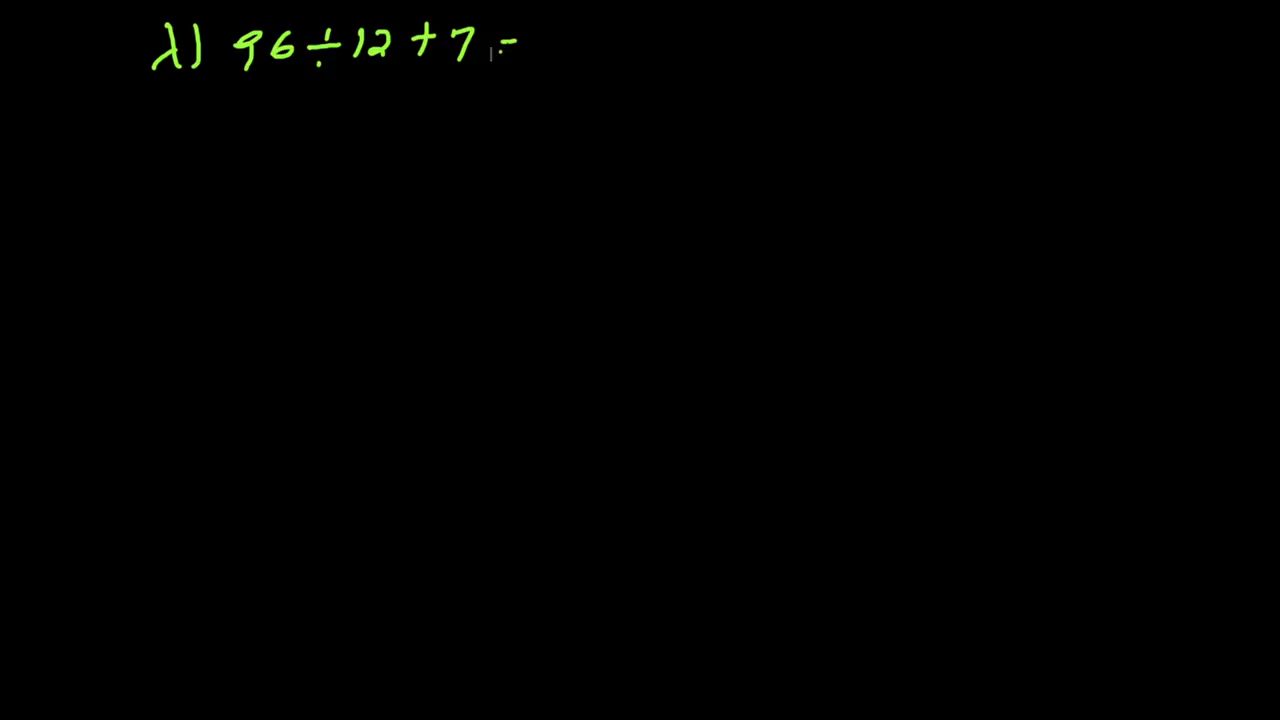 λ) 96 ÷ 12 + 7 =